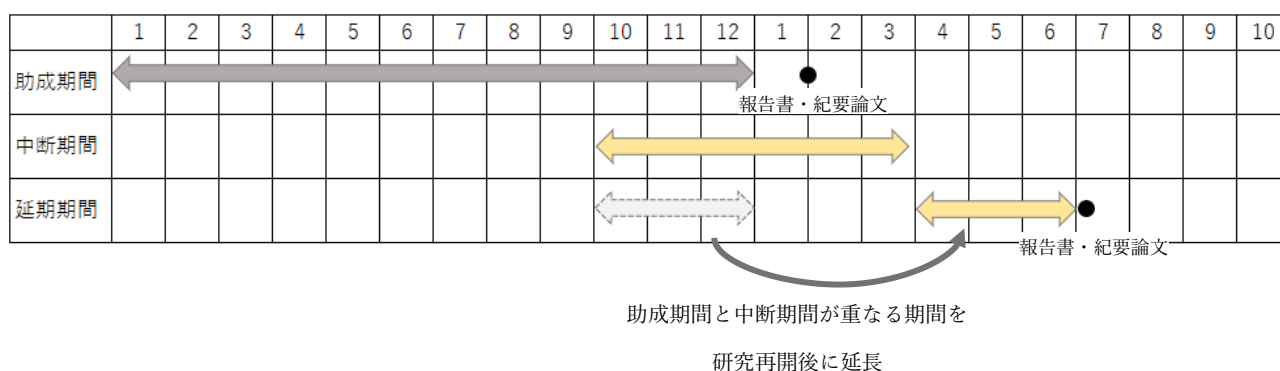 1 2 3 4 5 6 7 8 9 10 11 12 1 2 3 4 5 6 7 8 9 10
助成期間
報告書・紀要論文
中断期間
延期期間
報告書・紀要論文
助成期間と中断期間が重なる期間を
研究再開後に延長